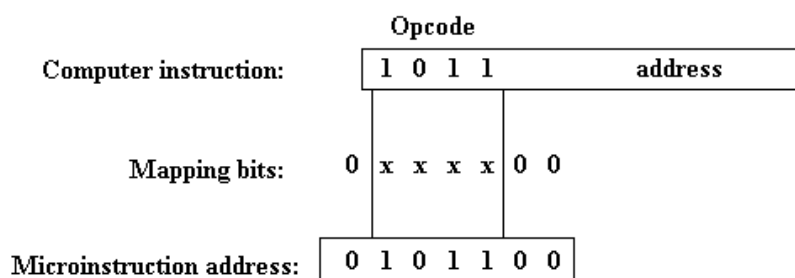 Opcode
Computer instruction: 1 0 1 1 address
Mapping bits: 0 x x x x 0 0
Microinstruction address: 0 1 0 1 1 0 0